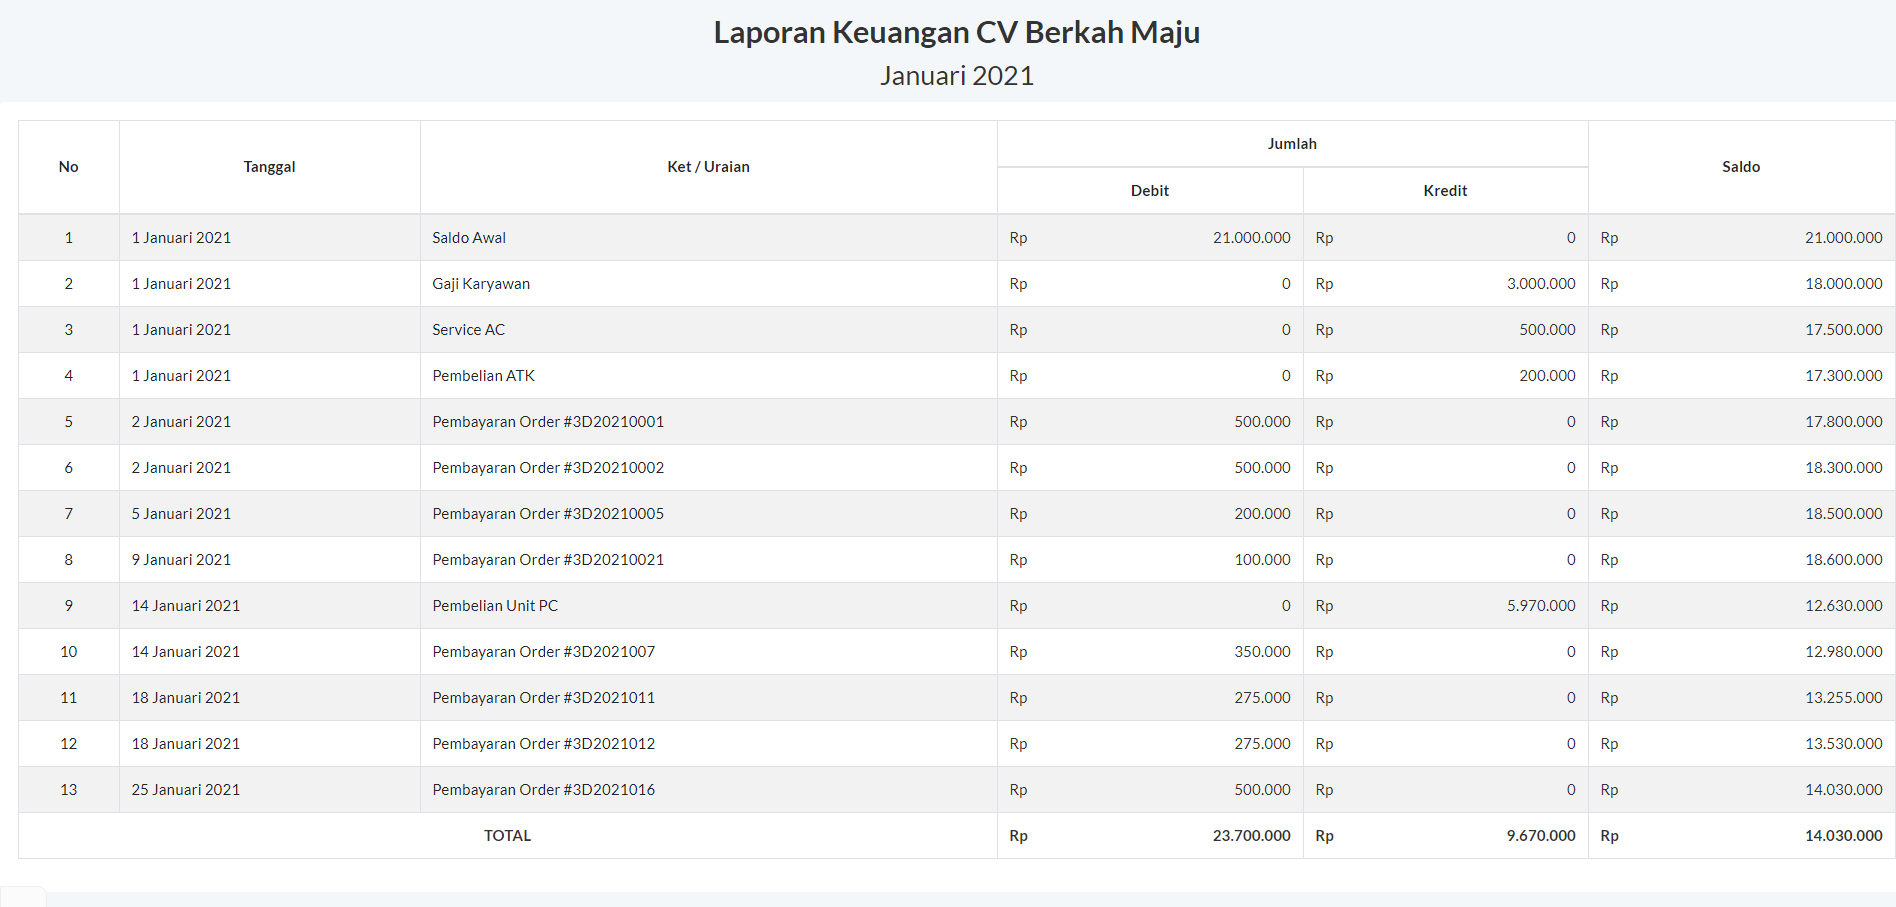 Laporan Keuangan CV Berkah Maju
Januari 2021
No Tanggal Ket / Uraian Jumlah Saldo
Debit Kredit
1 1 Januari 2021 Saldo Awal Rp 21.000.000 Rp 0 Rp 21.000.000
2 1 Januari 2021 Gaji Karyawan Rp 0 Rp 3.000.000 Rp 18.000.000
3 1 Januari 2021 Service AC Rp 0 Rp 500.000 Rp 17.500.000
4 1 Januari 2021 Pembelian ATK Rp 0 Rp 200.000 Rp 17.300.000
5 2 Januari 2021 Pembayaran Order #3D20210001 Rp 500.000 Rp 0 Rp 17.800.000
6 2 Januari 2021 Pembayaran Order #3D20210002 Rp 500.000 Rp 0 Rp 18.300.000
7 5 Januari 2021 Pembayaran Order #3D20210005 Rp 200.000 Rp 0 Rp 18.500.000
8 9 Januari 2021 Pembayaran Order #3D20210021 Rp 100.000 Rp 0 Rp 18.600.000
9 14 Januari 2021 Pembelian Unit PC Rp 0 Rp 5.970.000 Rp 12.630.000
10 14 Januari 2021 Pembayaran Order #3D2021007 Rp 350.000 Rp 0 Rp 12.980.000
11 18 Januari 2021 Pembayaran Order #3D2021011 Rp 275.000 Rp 0 Rp 13.255.000
12 18 Januari 2021 Pembayaran Order #3D2021012 Rp 275.000 Rp 0 Rp 13.530.000
13 25 Januari 2021 Pembayaran Order #3D2021016 Rp 500.000 Rp 0 Rp 14.030.000
TOTAL Rp 23.700.000 Rp 9.670.000 Rp 14.030.000